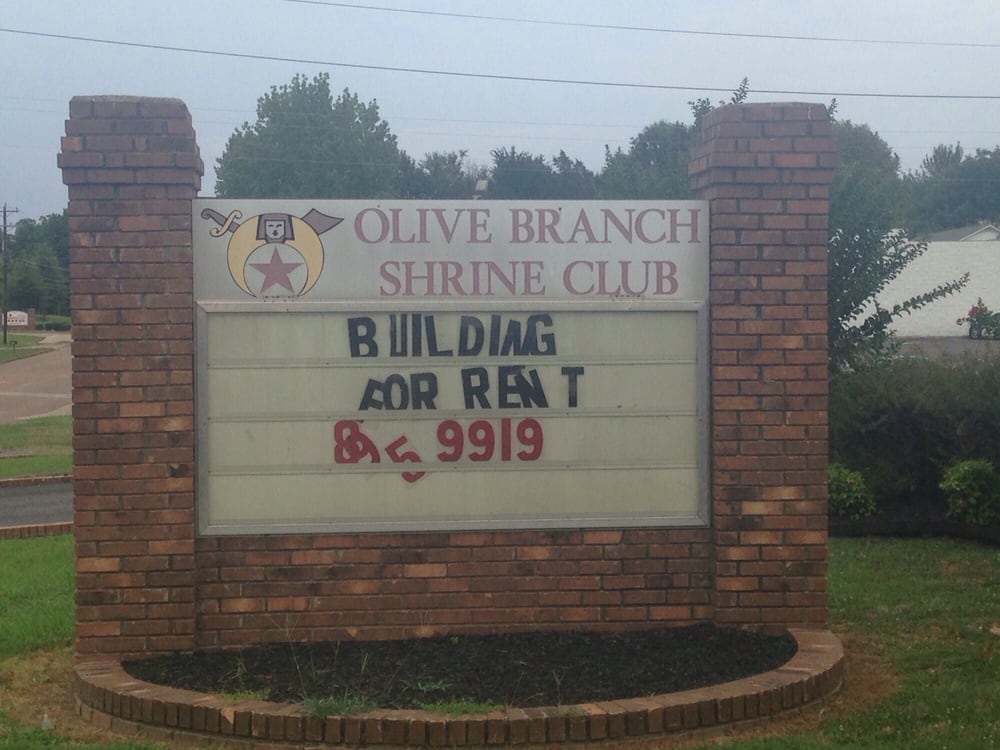 OLIVE BRANCH
SHRINE CLUB
BUILDING
FOR RENT
9919